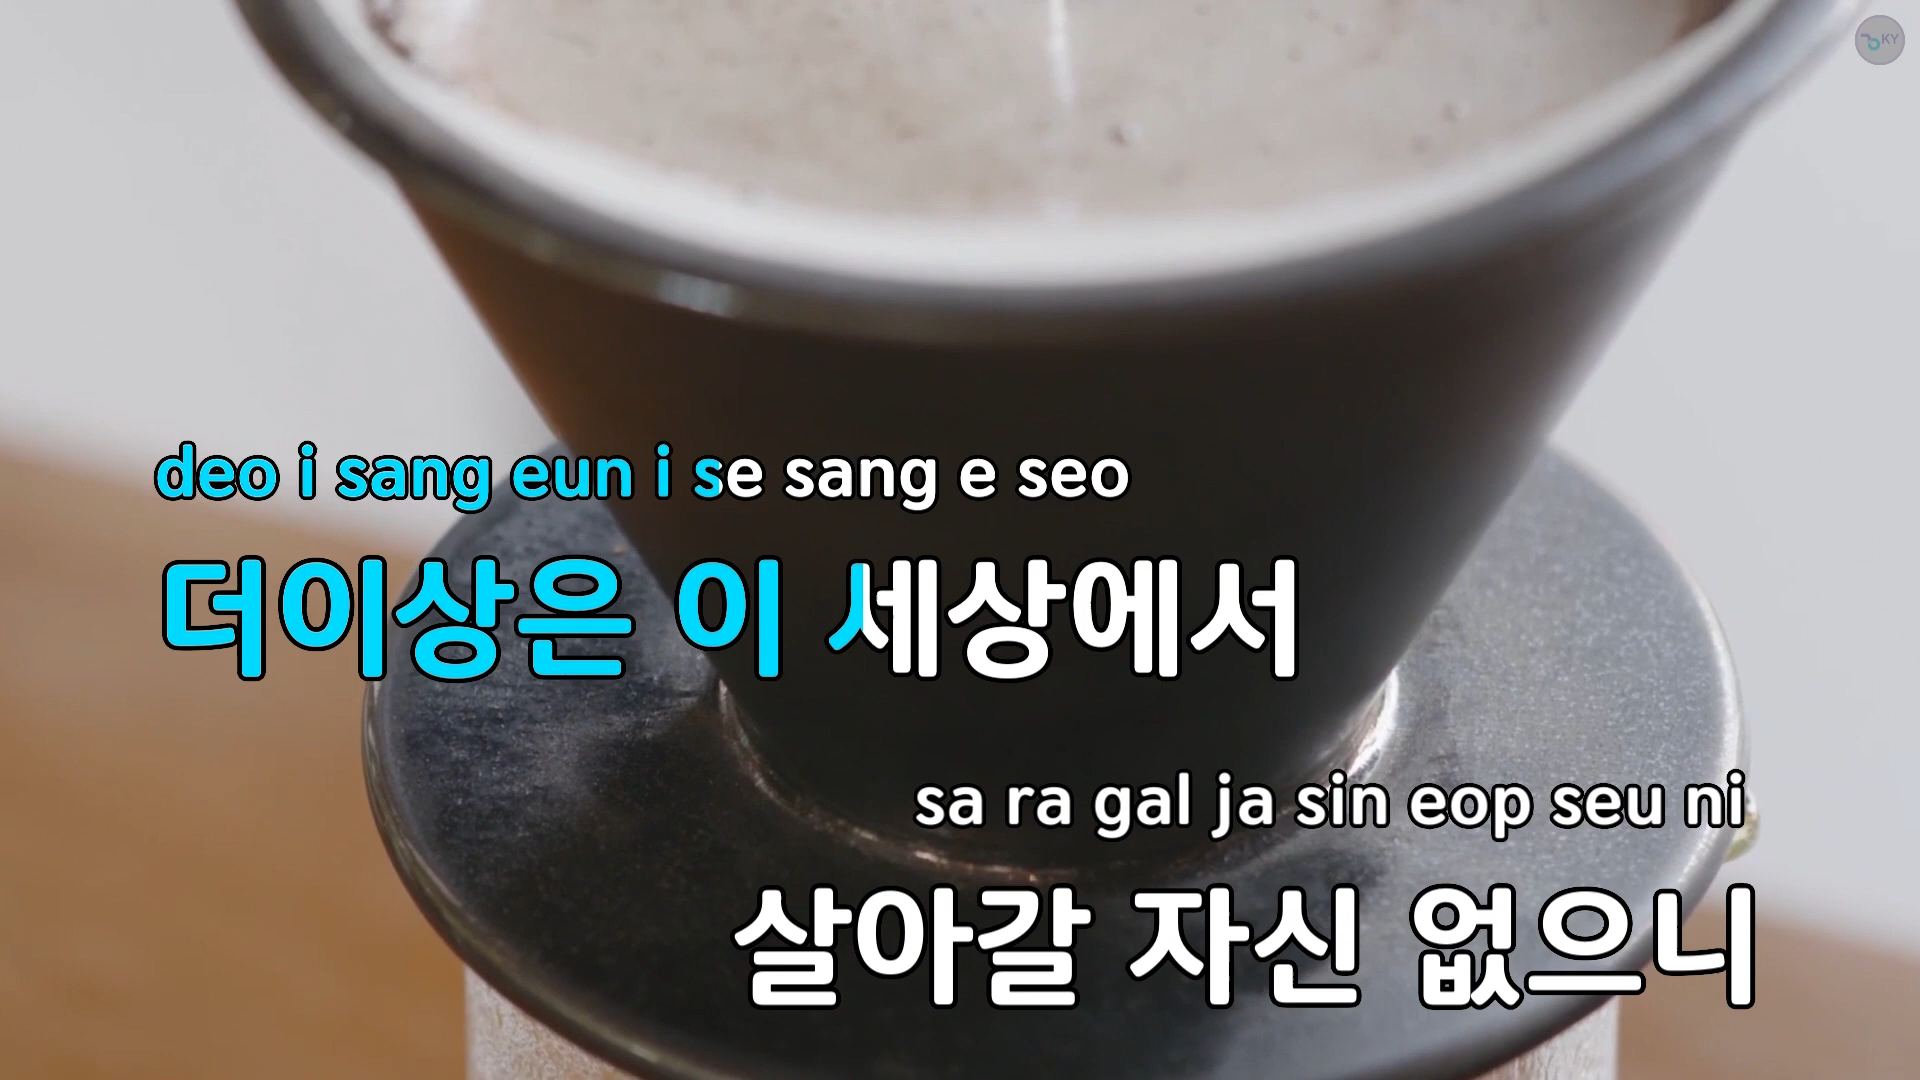 KY
deo i sang eun i se sang e seo
더이상은 이 세상에서
sa ra gal ja sin eop seu ni
살아갈 자신 없으니